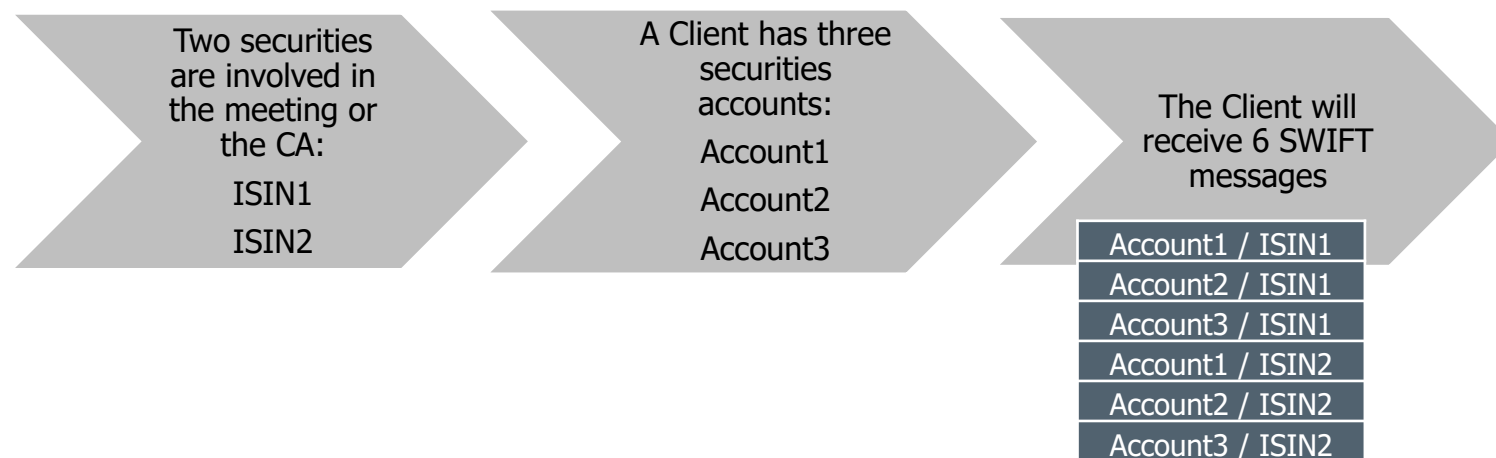 Two securities
are involved in
the meeting or
the CA:
ISIN1
ISIN2
A Client has three
securities
accounts:
Account1
Account2
Account3
The Client will
receive 6 SWIFT
messages
Account1 / ISIN1
Account2 / ISIN1
Account3 / ISIN1
Account1 / ISIN2
Account2 / ISIN2
Account3 / ISIN2